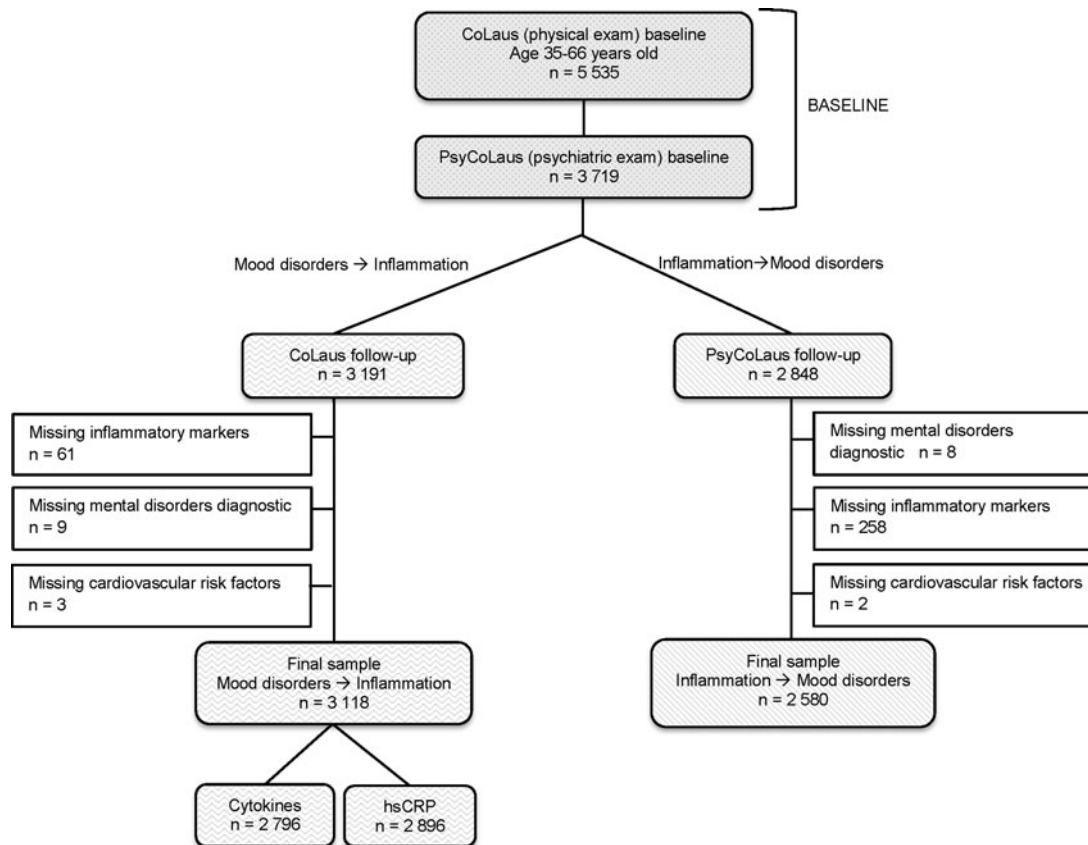 CoLaus (physical exam) baseline
Age 35-66 years old
n = 5 535
BASELINE
PsyCoLaus (psychiatric exam) baseline
n = 3 719
Mood disorders → Inflammation
Inflammation→Mood disorders
CoLaus follow-up
n = 3 191
PsyCoLaus follow-up
n = 2 848
Missing inflammatory markers
n = 61
Missing mental disorders diagnostic
n = 9
Missing cardiovascular risk factors
n = 3
Missing mental disorders
diagnostic n = 8
Missing inflammatory markers
n = 258
Missing cardiovascular risk factors
n = 2
Final sample
Mood disorders → Inflammation
n = 3 118
Final sample
Inflammation → Mood disorders
n = 2 580
Cytokines
n = 2 796
hsCRP
n = 2 896